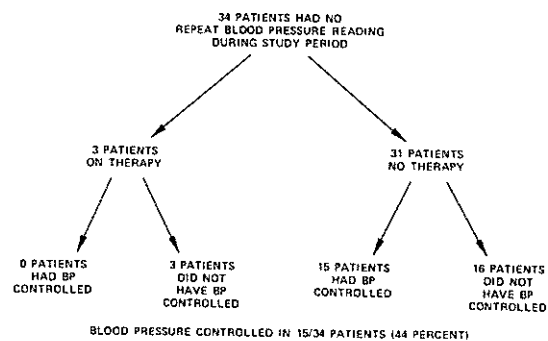 34 PATIENTS HAD NO
REPEAT BLOOD PRESSURE READING
DURING STUDY PERIOD
3 PATIENTS
ON THERAPY
31 PATIENTS
NO THERAPY
0 PATIENTS
HAD BP
CONTROLLED
3 PATIENTS
DID NOT
HAVE BP
CONTROLLED
15 PATIENTS
HAD BP
CONTROLLED
16 PATIENTS
DID NOT
HAVE BP
CONTROLLED
BLOOD PRESSURE CONTROLLED IN 15/34 PATIENTS (44 PERCENT)